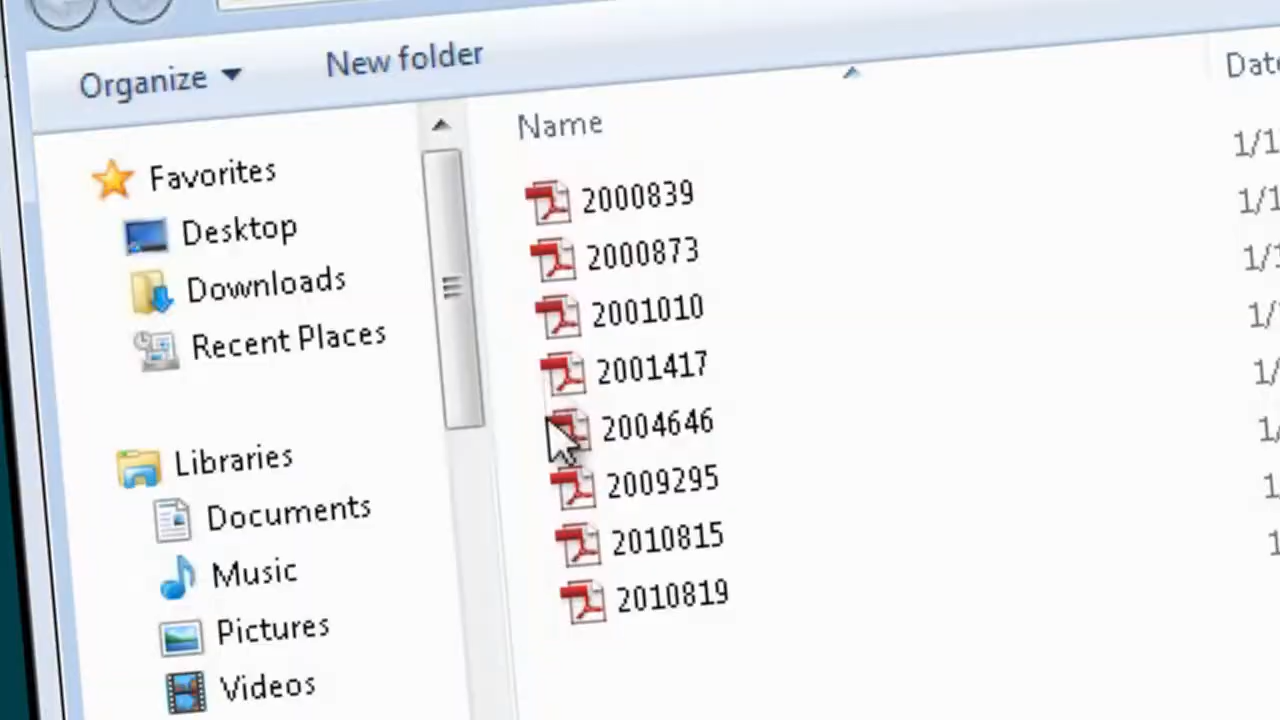 Organize
New folder
Date
Name
Favorites
Desktop
Downloads
Recent Places
Libraries
Documents
Music
Pictures
Videos
2000839
2000873
2001010
2001417
2004646
2009295
2010815
2010819